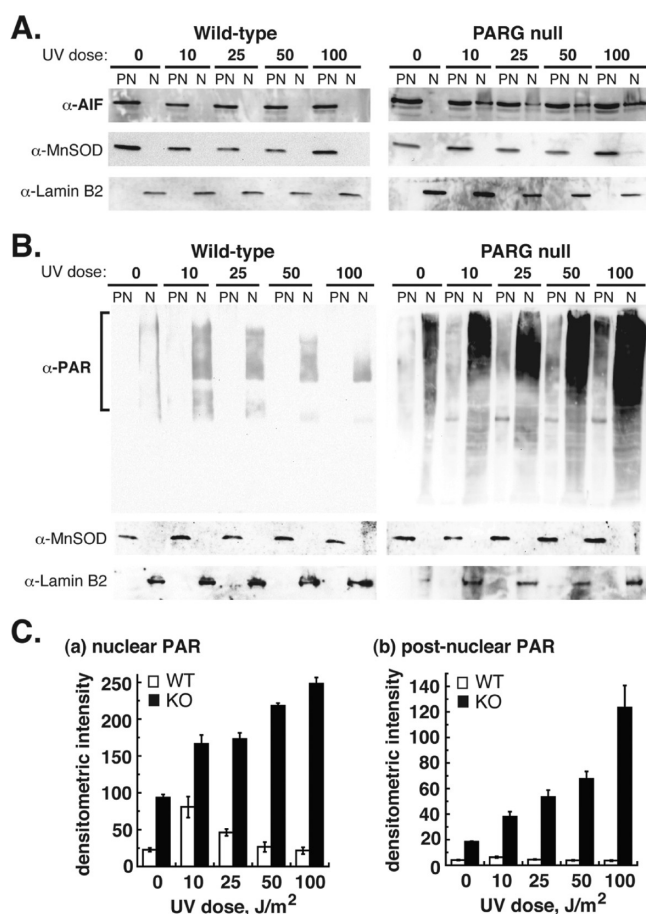 A.
Wild-type PARG null
UV dose: 0 10 25 50 100 0 10 25 50 100
PN N PN N PN N PN N PN N PN N PN N PN N PN N PN N
α-AIF
α-MnSOD
α-Lamin B2
B.
Wild-type PARG null
UV dose: 0 10 25 50 100 0 10 25 50 100
PN N PN N PN N PN N PN N PN N PN N PN N PN N PN N
α-PAR
α-MnSOD
α-Lamin B2
C.
(a) nuclear PAR (b) post-nuclear PAR
densitometric intensity
250
200
150
100
50
25
0
WT
KO
0 10 25 50 100
UV dose, J/m²
densitometric intensity
140
120
100
80
60
40
20
0
WT
KO
0 10 25 50 100
UV dose, J/m²